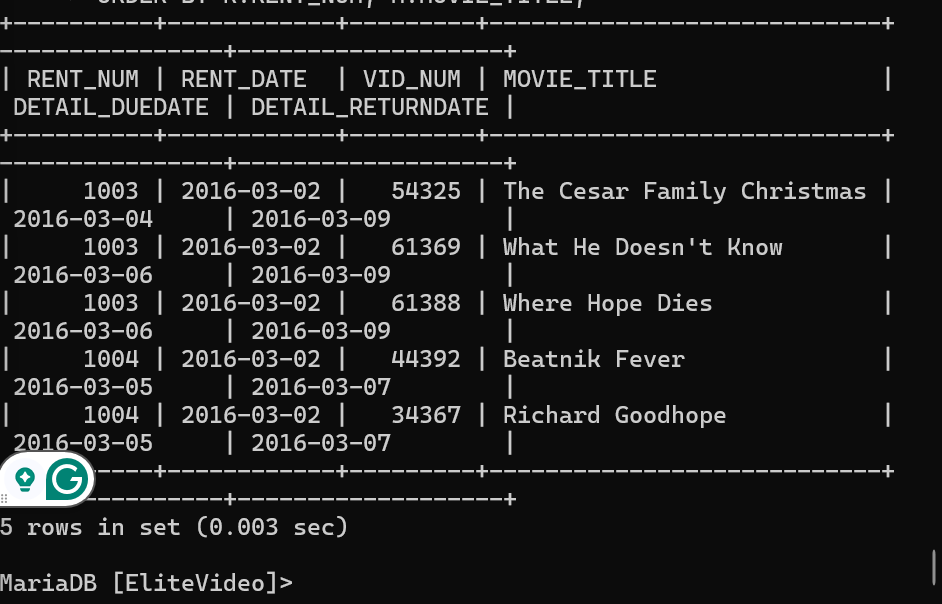 +----------+------------+---------+---------------------------+
----------------+-------------------+
| RENT_NUM | RENT_DATE  | VID_NUM | MOVIE_TITLE                |
 DETAIL_DUEDATE | DETAIL_RETURNDATE |
+----------+------------+---------+---------------------------+
----------------+-------------------+
|     1003 | 2016-03-02 |   54325 | The Cesar Family Christmas |
 2016-03-04     | 2016-03-09        |
|     1003 | 2016-03-02 |   61369 | What He Doesn't Know       |
 2016-03-06     | 2016-03-09        |
|     1003 | 2016-03-02 |   61388 | Where Hope Dies            |
 2016-03-06     | 2016-03-09        |
|     1004 | 2016-03-02 |   44392 | Beatnik Fever              |
 2016-03-05     | 2016-03-07        |
|     1004 | 2016-03-02 |   34367 | Richard Goodhope           |
 2016-03-05     | 2016-03-07        |
----+------------+---------+----------------------------+
----------+-------------------+
5 rows in set (0.003 sec)
MariaDB [EliteVideo]>